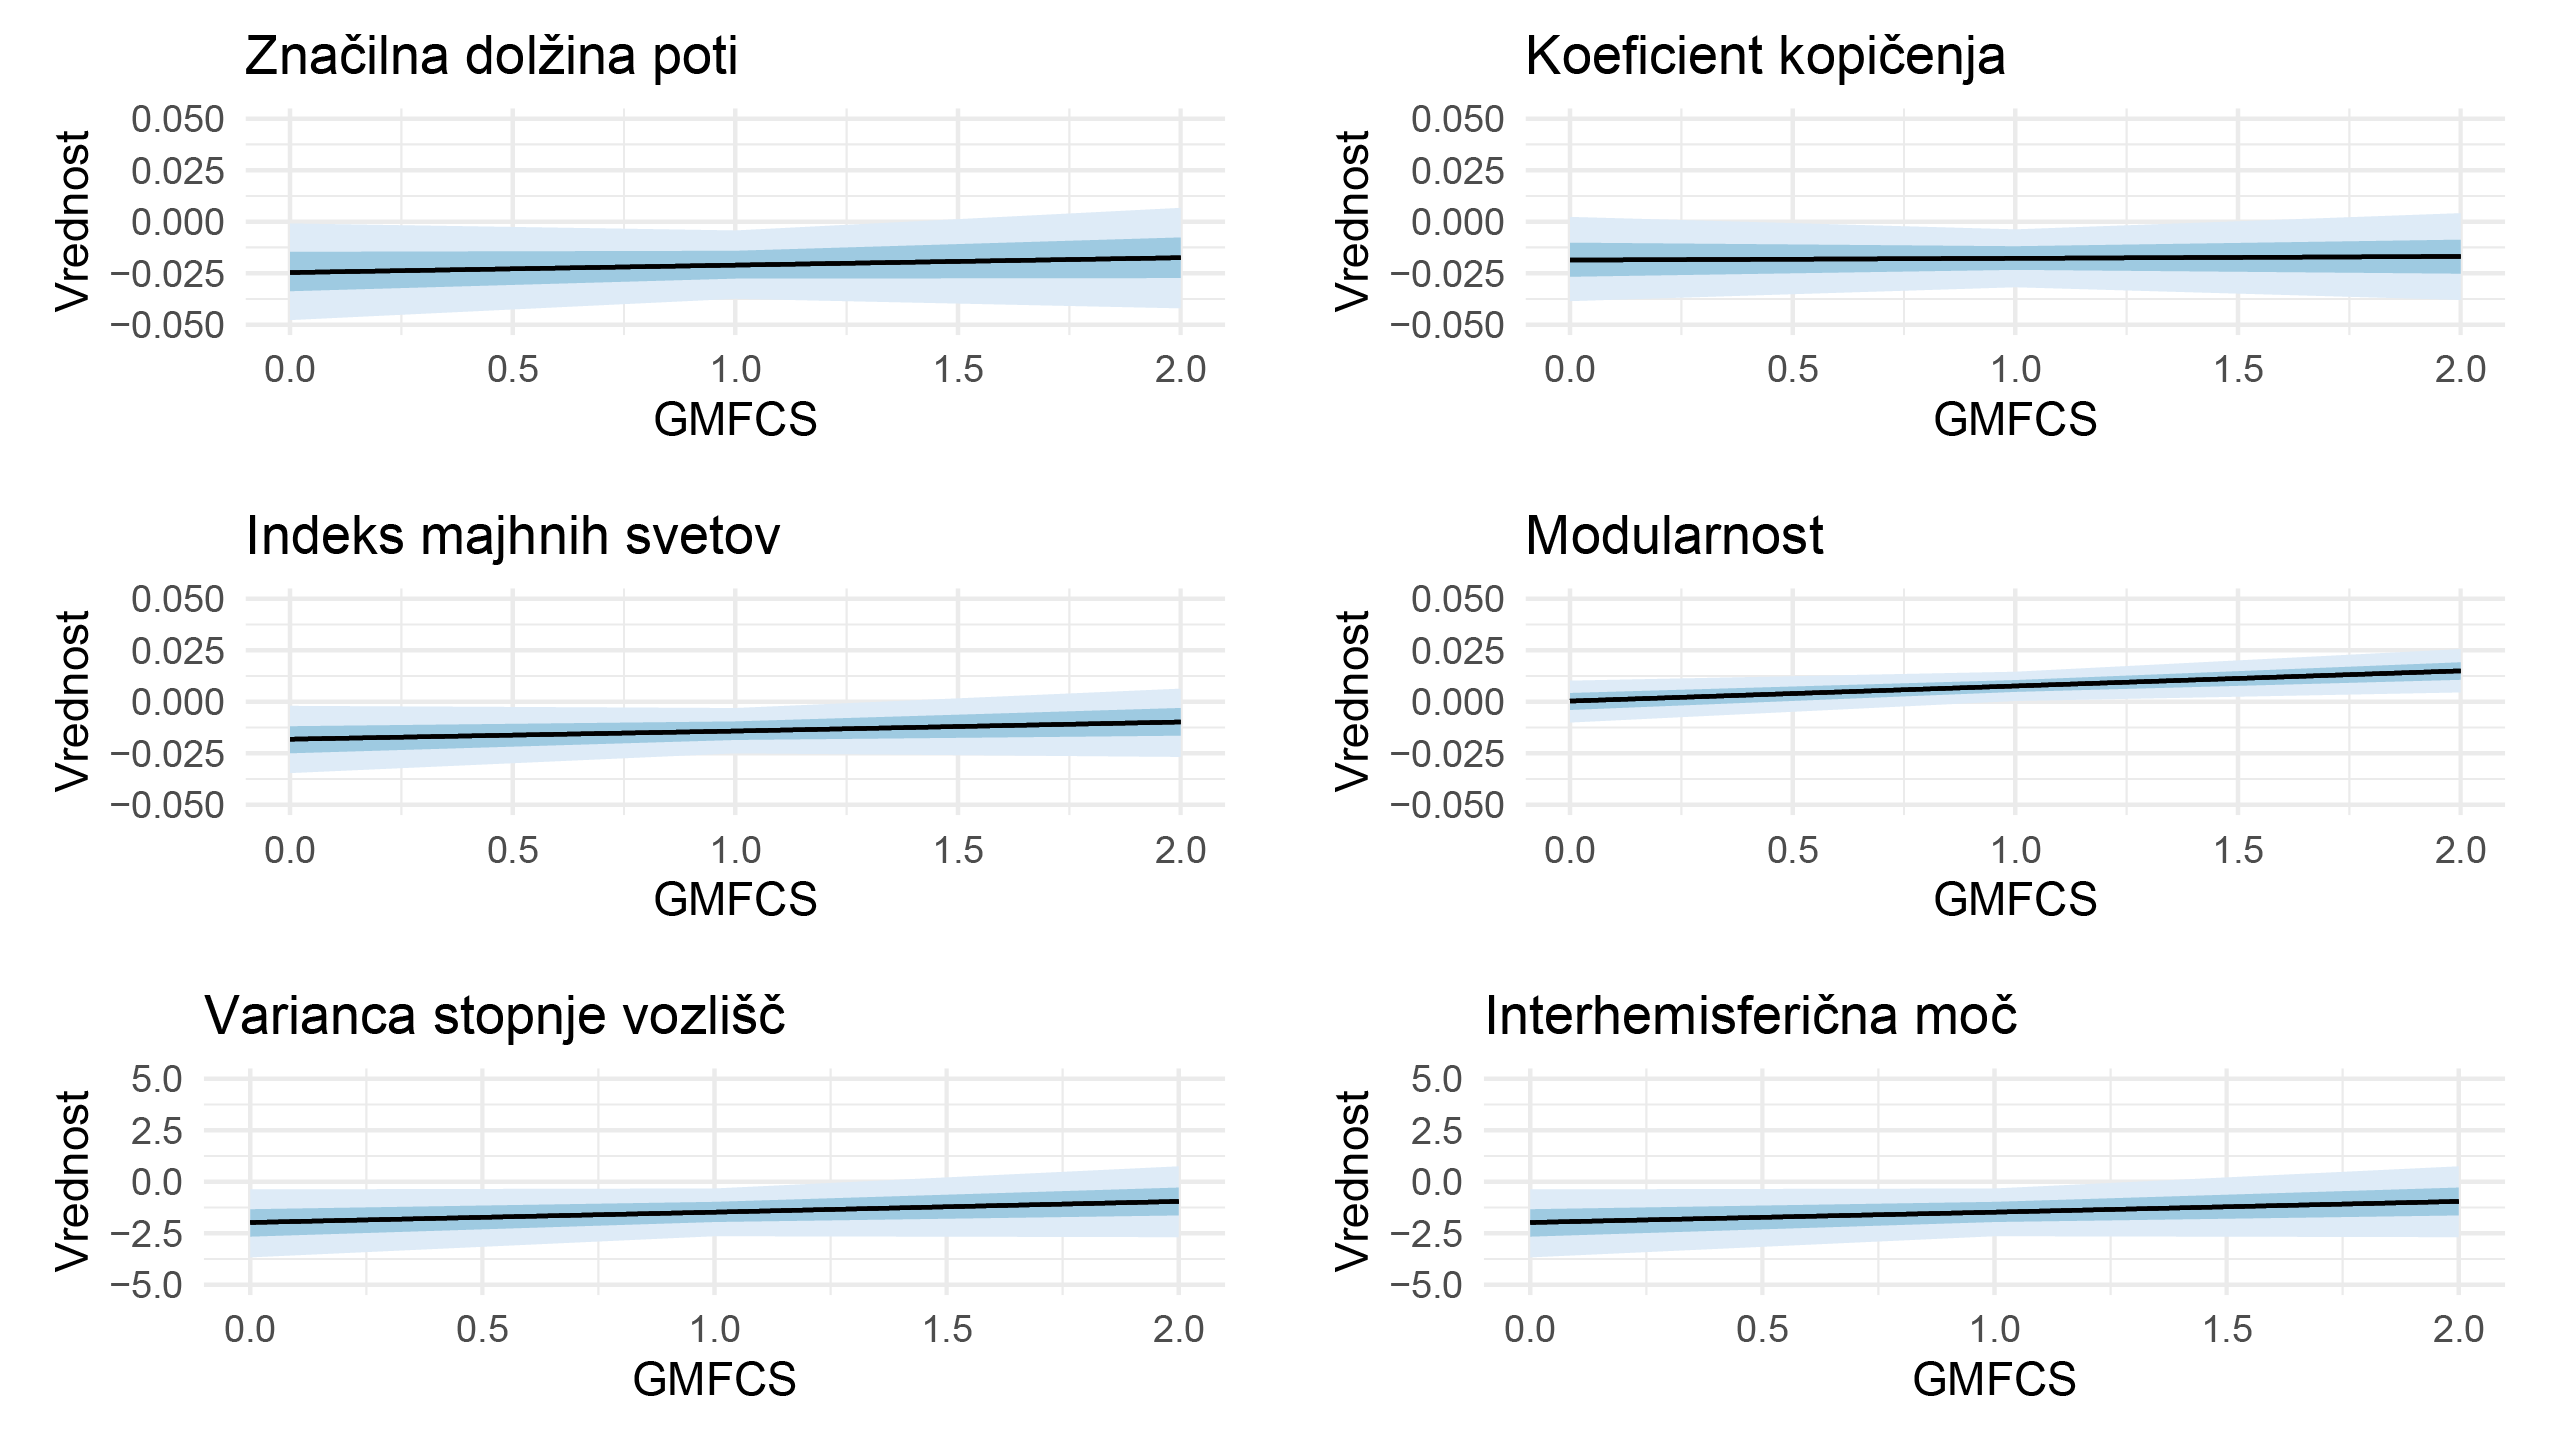 Značilna dolžina poti
Vrednost
0.050
0.025
0.000
−0.025
−0.050
0.0 0.5 1.0 1.5 2.0
GMFCS
Koeficient kopičenja
Vrednost
0.050
0.025
0.000
−0.025
−0.050
0.0 0.5 1.0 1.5 2.0
GMFCS
Indeks majhnih svetov
Vrednost
0.050
0.025
0.000
−0.025
−0.050
0.0 0.5 1.0 1.5 2.0
GMFCS
Modularnost
Vrednost
0.050
0.025
0.000
−0.025
−0.050
0.0 0.5 1.0 1.5 2.0
GMFCS
Varianca stopnje vozlišč
Vrednost
5.0
2.5
0.0
−2.5
−5.0
0.0 0.5 1.0 1.5 2.0
GMFCS
Interhemisferična moč
Vrednost
5.0
2.5
0.0
−2.5
−5.0
0.0 0.5 1.0 1.5 2.0
GMFCS